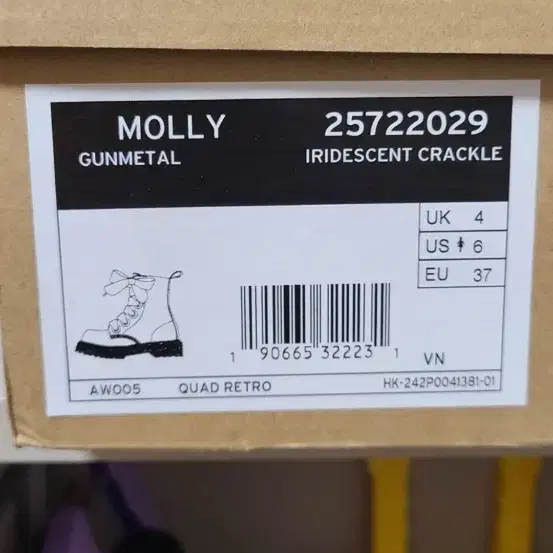 MOLLY 25722029
GUNMETAL IRIDESCENT CRACKLE
UK 4
US 6
EU 37
1 90665 32223 1 VN
AW005 QUAD RETRO HK-242P0041381-01